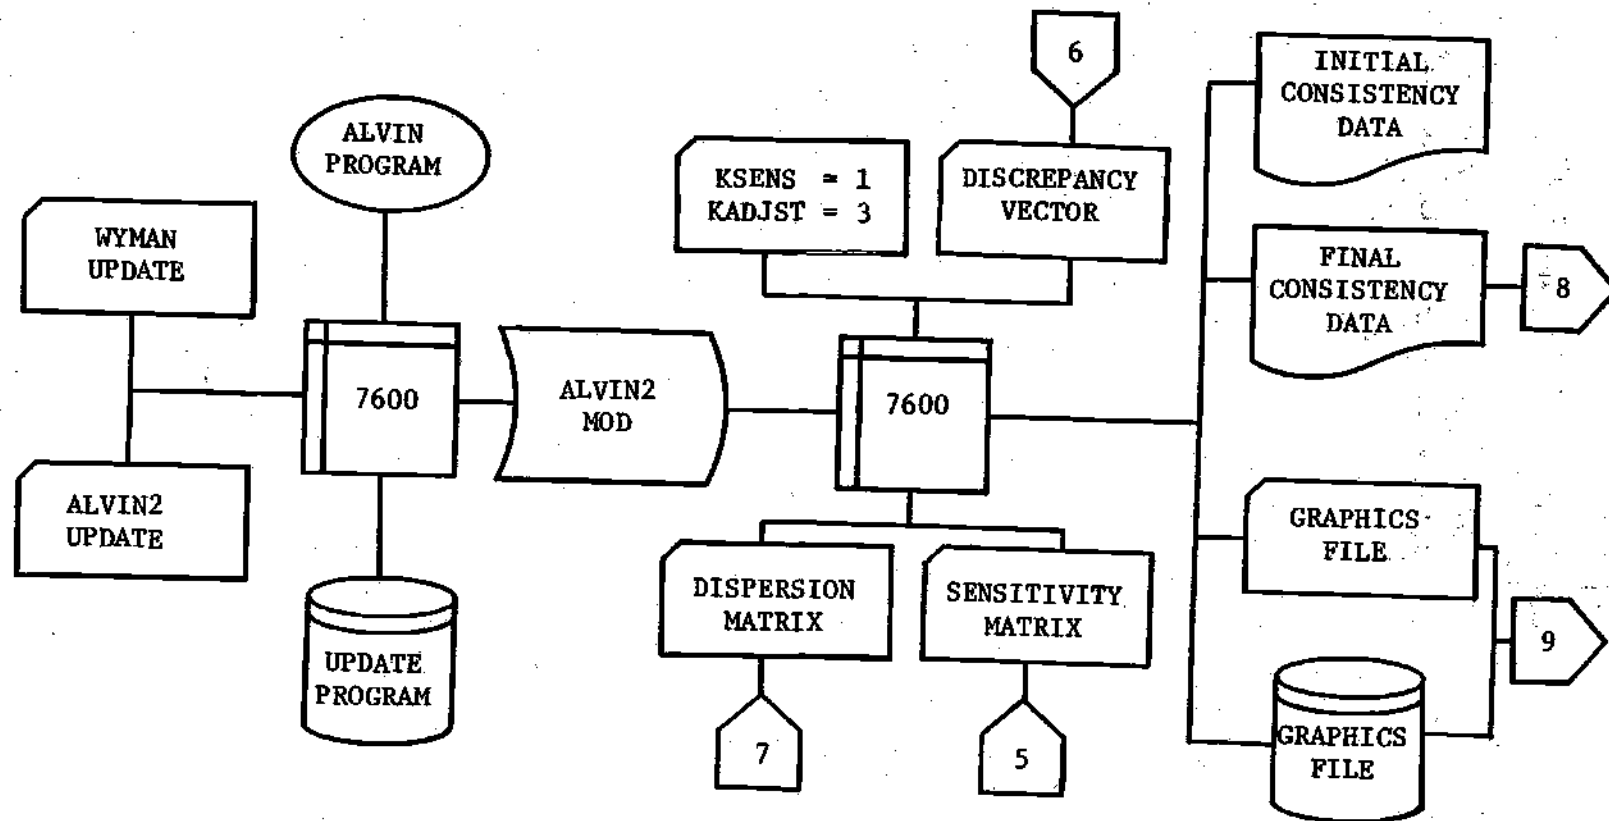 WYMAN
UPDATE
ALVIN2
UPDATE
ALVIN
PROGRAM
7600
UPDATE
PROGRAM
ALVIN2
MOD
KSENS = 1
KADJST = 3
6
DISCREPANCY
VECTOR
7600
DISPERSION
MATRIX
7
SENSITIVITY
MATRIX
5
INITIAL
CONSISTENCY
DATA
FINAL
CONSISTENCY
DATA
8
GRAPHICS
FILE
GRAPHICS
FILE
9